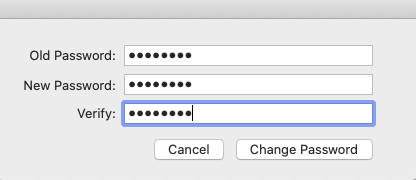 Old Password: ••••••••
New Password: ••••••••
Verify: ••••••••
Cancel Change Password